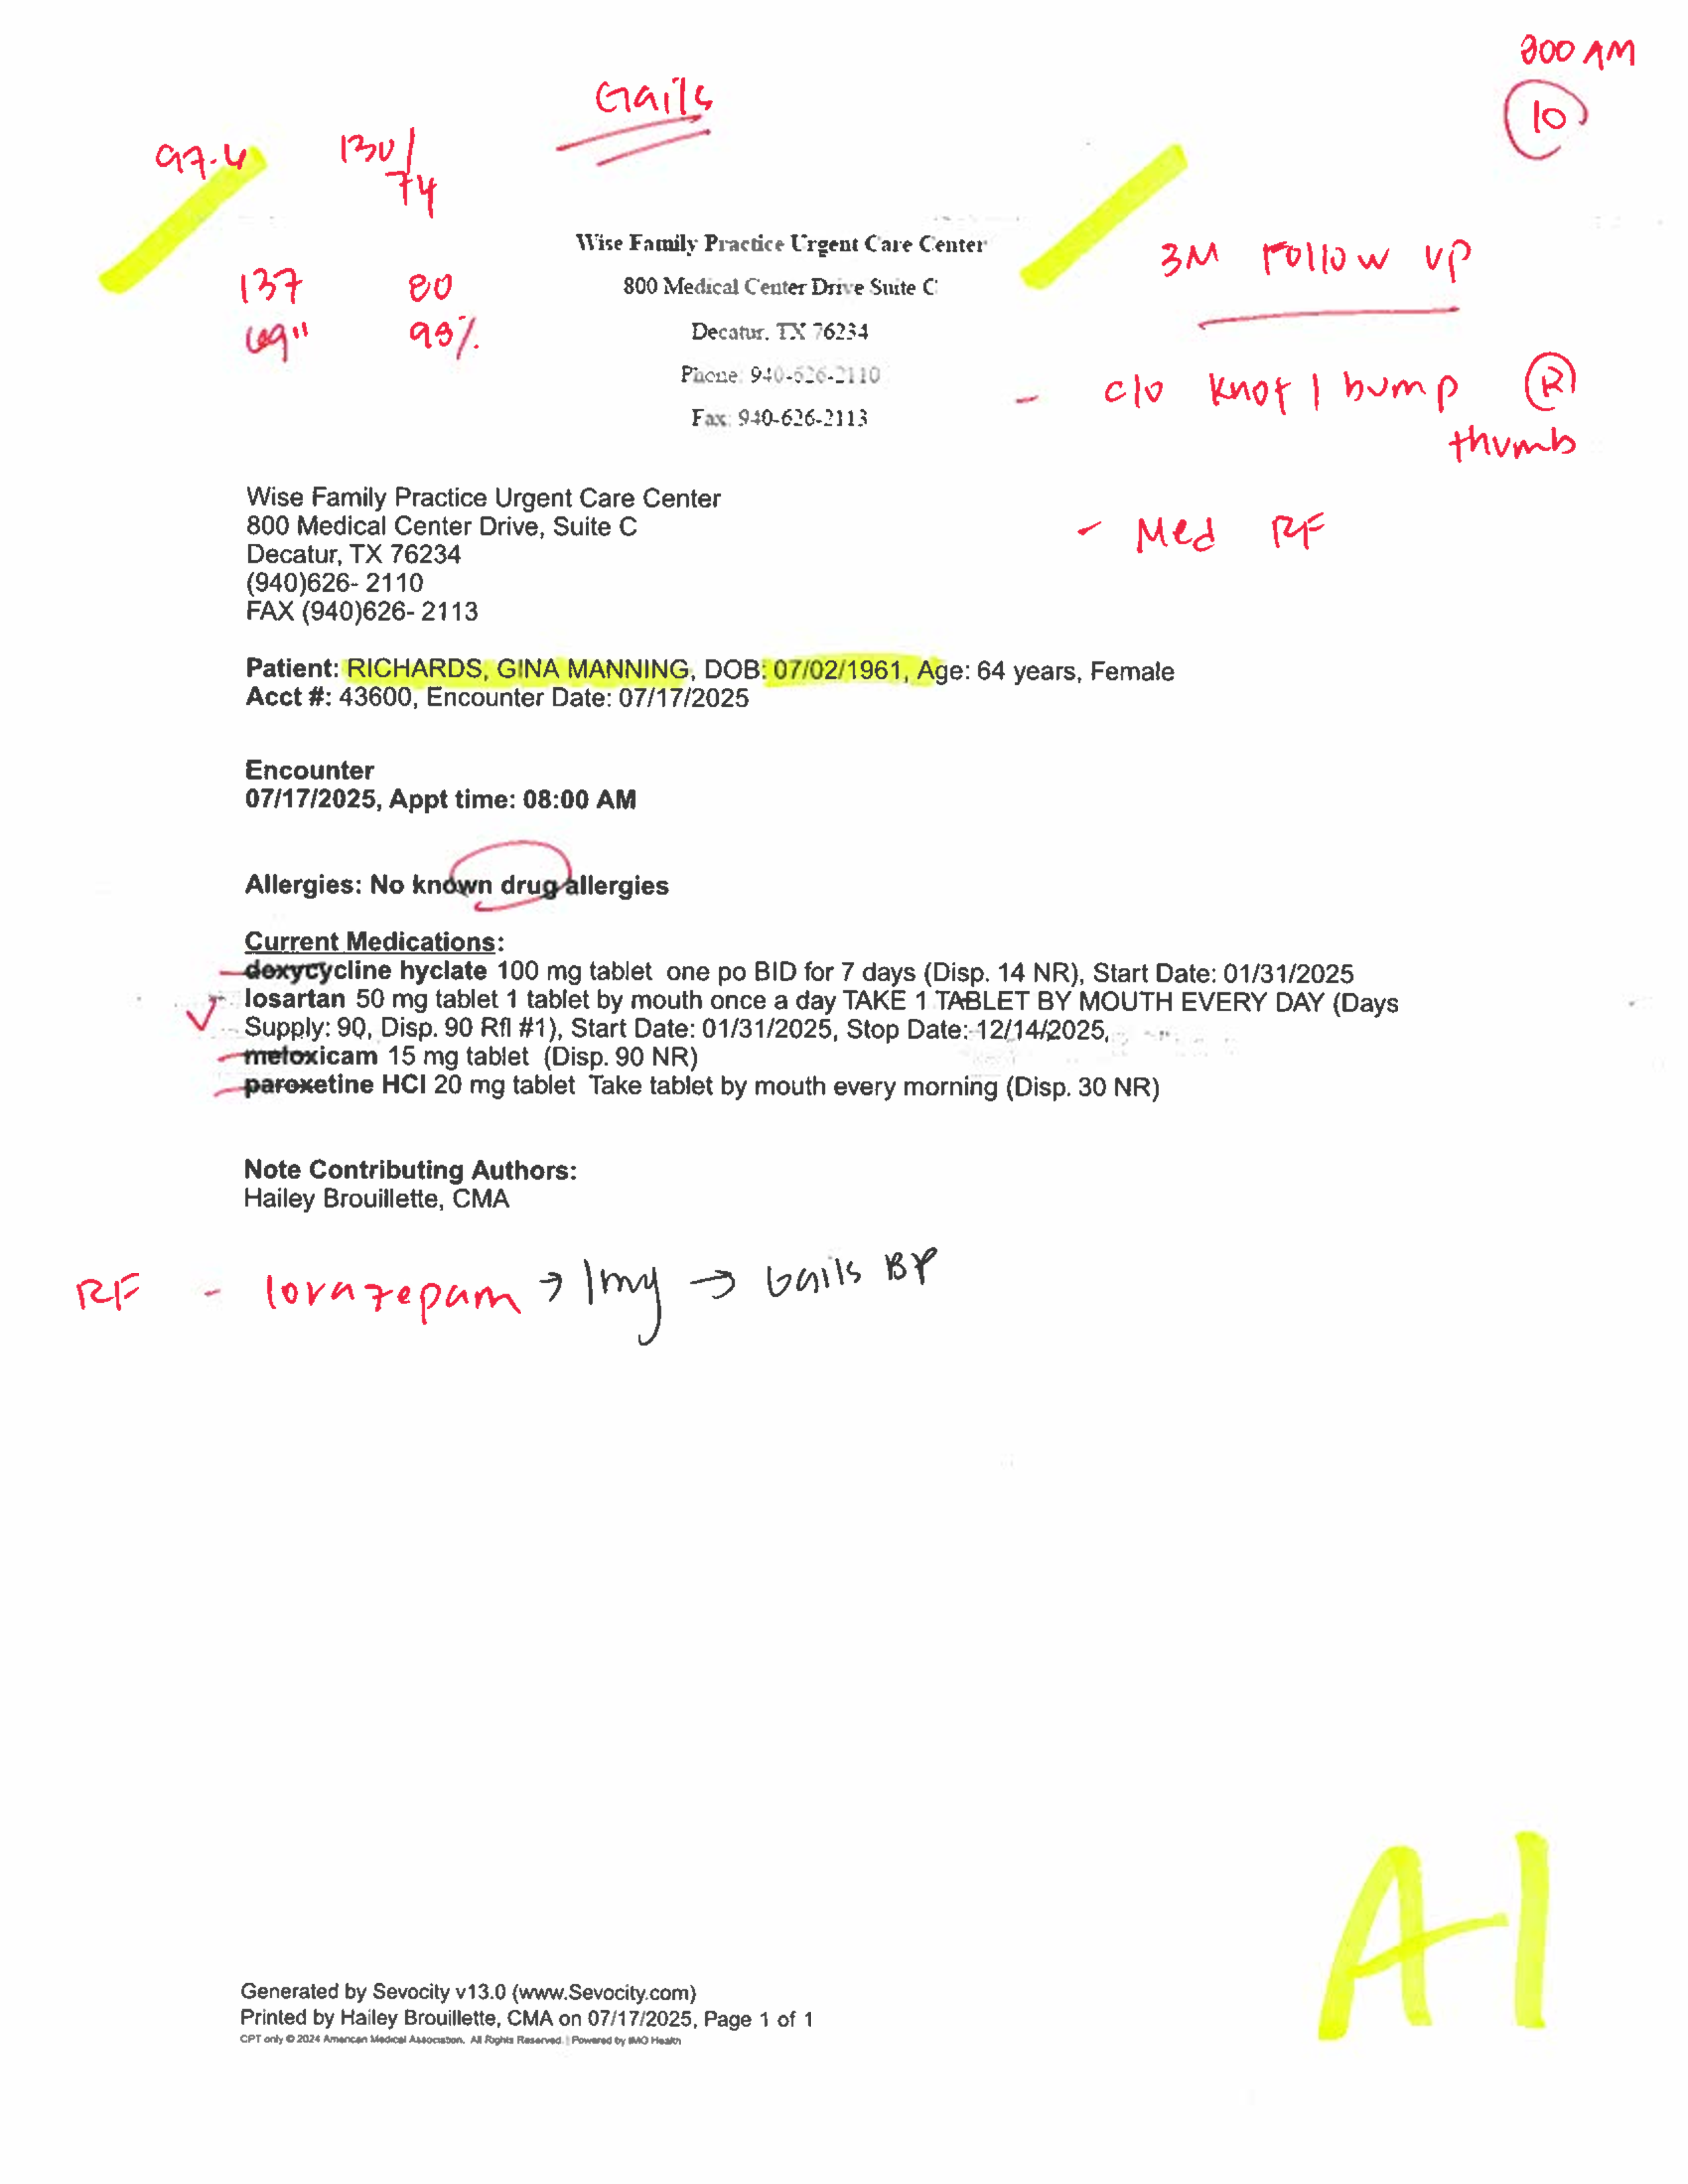 800 AM
10
Gails
97.4 130/
74
137 80
69" 98%
3M Follow up
- c/o knot / bump R
thumb
- Med RF
Wise Family Practice Urgent Care Center
800 Medical Center Drive Suite C
Decatur, TX 76234
Phone: 940-626-2110
Fax: 940-626-2113
Wise Family Practice Urgent Care Center
800 Medical Center Drive, Suite C
Decatur, TX 76234
(940)626- 2110
FAX (940)626- 2113
Patient: RICHARDS, GINA MANNING, DOB: 07/02/1961, Age: 64 years, Female
Acct #: 43600, Encounter Date: 07/17/2025
Encounter
07/17/2025, Appt time: 08:00 AM
Allergies: No known drug allergies
Current Medications:
doxycycline hyclate 100 mg tablet one po BID for 7 days (Disp. 14 NR), Start Date: 01/31/2025
losartan 50 mg tablet 1 tablet by mouth once a day TAKE 1 TABLET BY MOUTH EVERY DAY (Days
Supply: 90, Disp. 90 Rfl #1), Start Date: 01/31/2025, Stop Date: 12/14/2025,
meloxicam 15 mg tablet (Disp. 90 NR)
paroxetine HCl 20 mg tablet Take tablet by mouth every morning (Disp. 30 NR)
Note Contributing Authors:
Hailey Brouillette, CMA
RF - lorazepam → 1mg → Gails BP
A1
Generated by Sevocity v13.0 (www.Sevocity.com)
Printed by Hailey Brouillette, CMA on 07/17/2025, Page 1 of 1
CPT only © 2024 American Medical Association. All Rights Reserved. | Powered by IMO Health